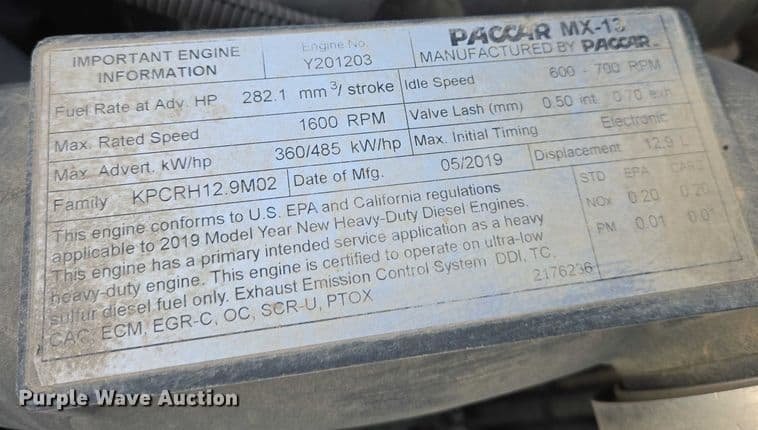 IMPORTANT ENGINE INFORMATION
Engine No.
Y201203
PACCAR MX-13
MANUFACTURED BY PACCAR
Fuel Rate at Adv. HP 282.1 mm³/ stroke
Idle Speed 600 - 700 RPM
Max. Rated Speed 1600 RPM
Valve Lash (mm) 0.50 int. 0.70 exh.
Max. Advert. kW/hp 360/485 kW/hp
Max. Initial Timing Electronic
Family KPCRH12.9M02
Date of Mfg. 05/2019
Displacement 12.9 L
This engine conforms to U.S. EPA and California regulations
applicable to 2019 Model Year New Heavy-Duty Diesel Engines.
This engine has a primary intended service application as a heavy
heavy-duty engine. This engine is certified to operate on ultra-low
sulfur diesel fuel only. Exhaust Emission Control System DDI, TC,
CAC, ECM, EGR-C, OC, SCR-U, PTOX
STD EPA CARB
NOx 0.20 0.20
PM 0.01 0.01
2176236
Purple Wave Auction